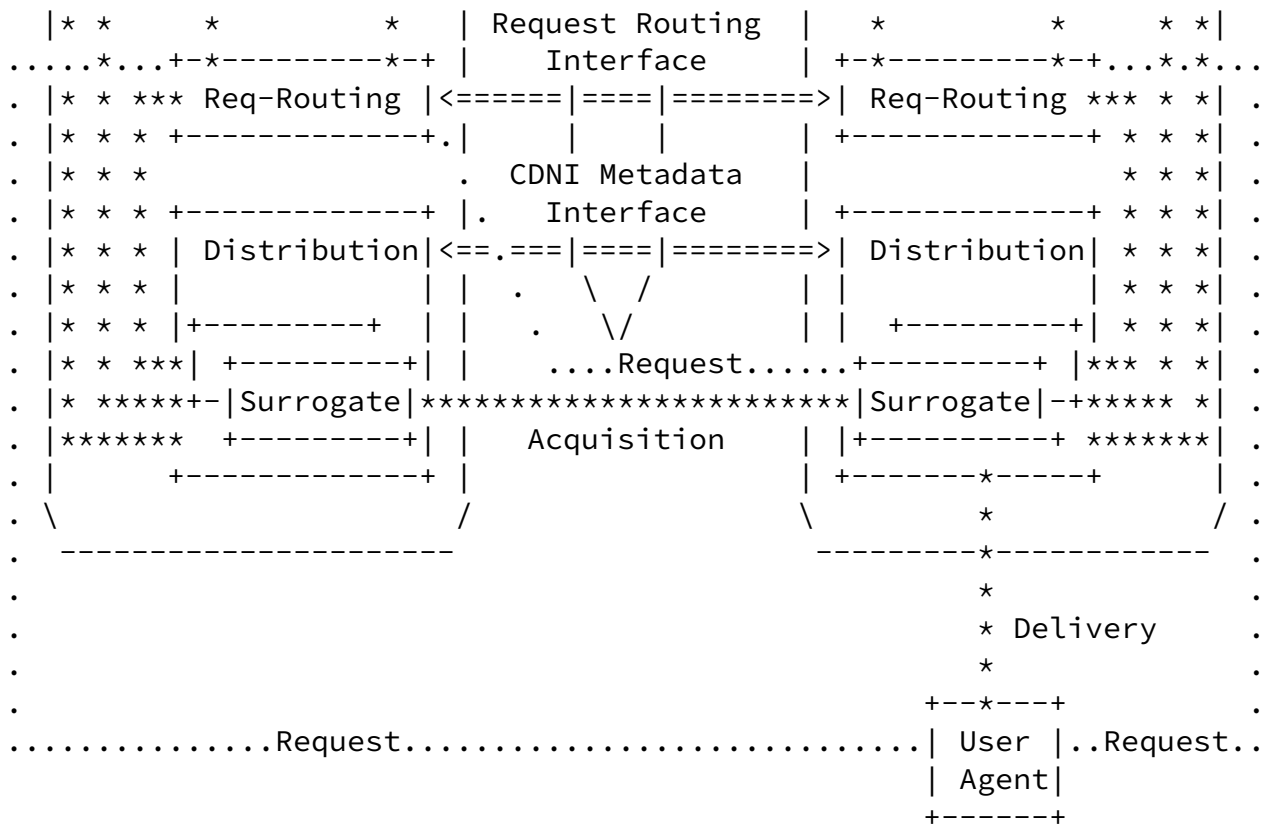 Request Routing
Interface
Req-Routing Req-Routing
CDNI Metadata
Interface
Distribution Distribution
Request
Surrogate Surrogate
Acquisition
Delivery
Request User Request
Agent